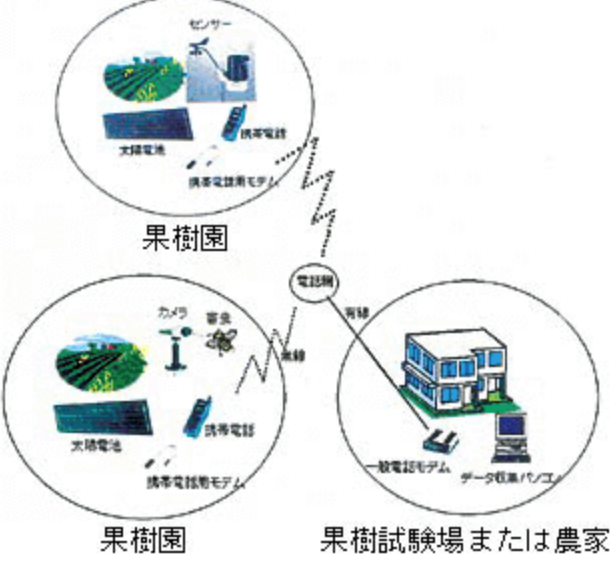 センサー
携帯電話
太陽電池
携帯電話用モデム
果樹園
電話網
有線
無線
カメラ
害虫
携帯電話
太陽電池
携帯電話用モデム
果樹園
一般電話モデム
データ収集パソコン
果樹試験場または農家